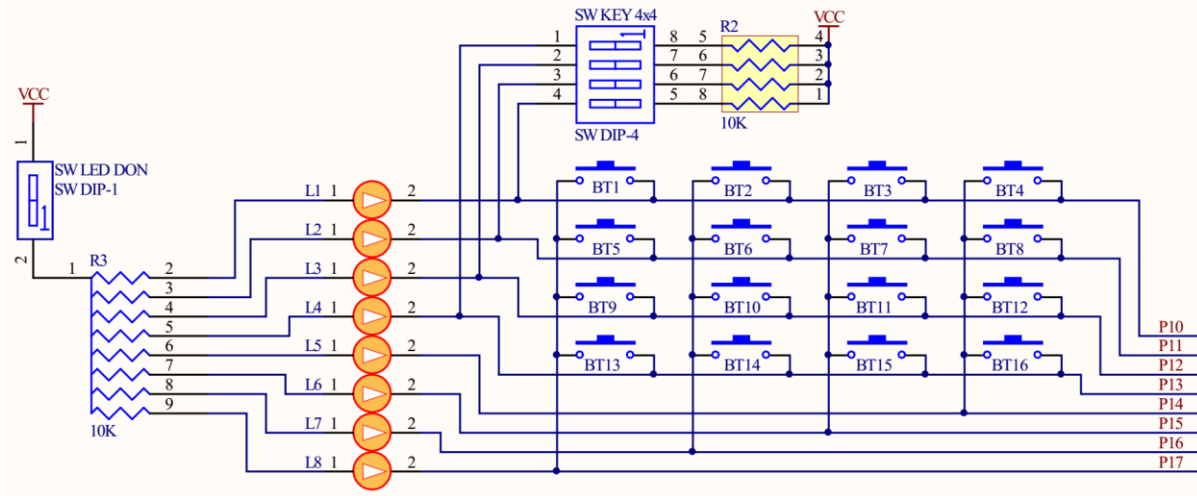 SW KEY 4x4
VCC
R2
1 8 5 4
2 7 6 3
3 6 7 2
4 5 8 1
10K
SW DIP-4
VCC
1
SW LED DON
SW DIP-1
1
2
BT1 BT2 BT3 BT4
L1 1 2
L2 1 2
BT5 BT6 BT7 BT8
R3
1 2
L3 1 2
3
BT9 BT10 BT11 BT12
4
L4 1 2
5
P10
6
L5 1 2
P11
BT13 BT14 BT15 BT16
7
P12
8
L6 1 2
P13
9
P14
10K
L7 1 2
P15
P16
L8 1 2
P17